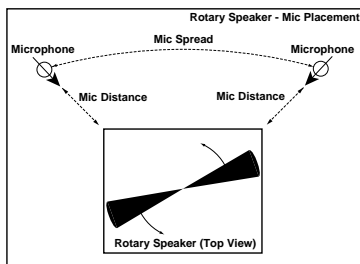 Rotary Speaker - Mic Placement
Microphone
Mic Spread
Microphone
Mic Distance
Mic Distance
Rotary Speaker (Top View)